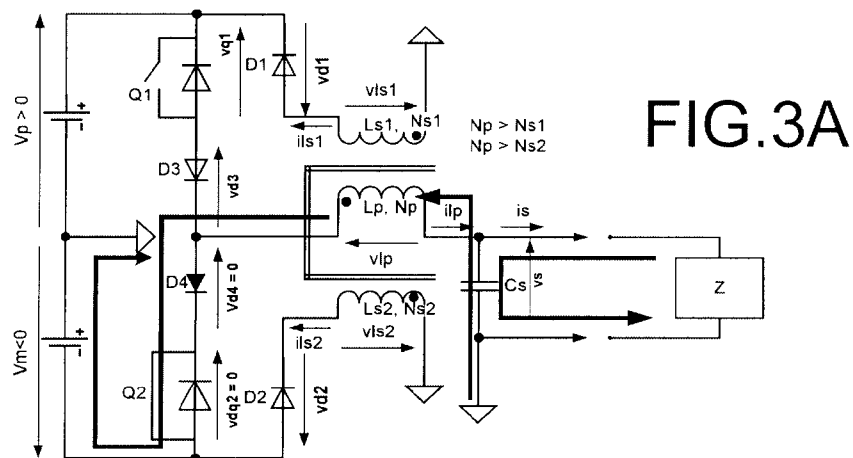 FIG.3A
Vp > 0
Q1
vq1
D1
vd1
vls1
ils1
Ls1, Ns1
Np > Ns1
Np > Ns2
D3
vd3
Lp, Np
ilp
is
vlp
D4
Vd4 = 0
Cs
vs
Z
Ls2, Ns2
ils2
vls2
Vm<0
Q2
vdq2 = 0
D2
vd2